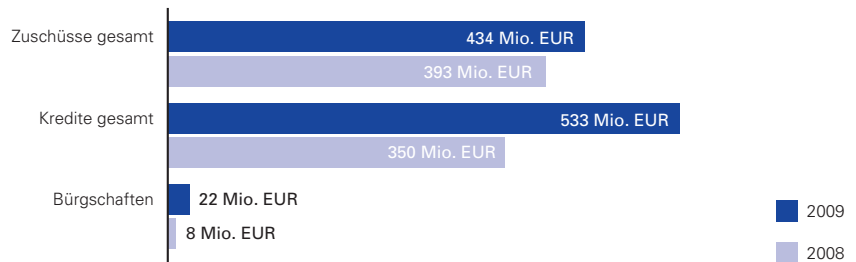 Zuschüsse gesamt
434 Mio. EUR
393 Mio. EUR
Kredite gesamt
533 Mio. EUR
350 Mio. EUR
Bürgschaften
22 Mio. EUR
8 Mio. EUR
2009
2008